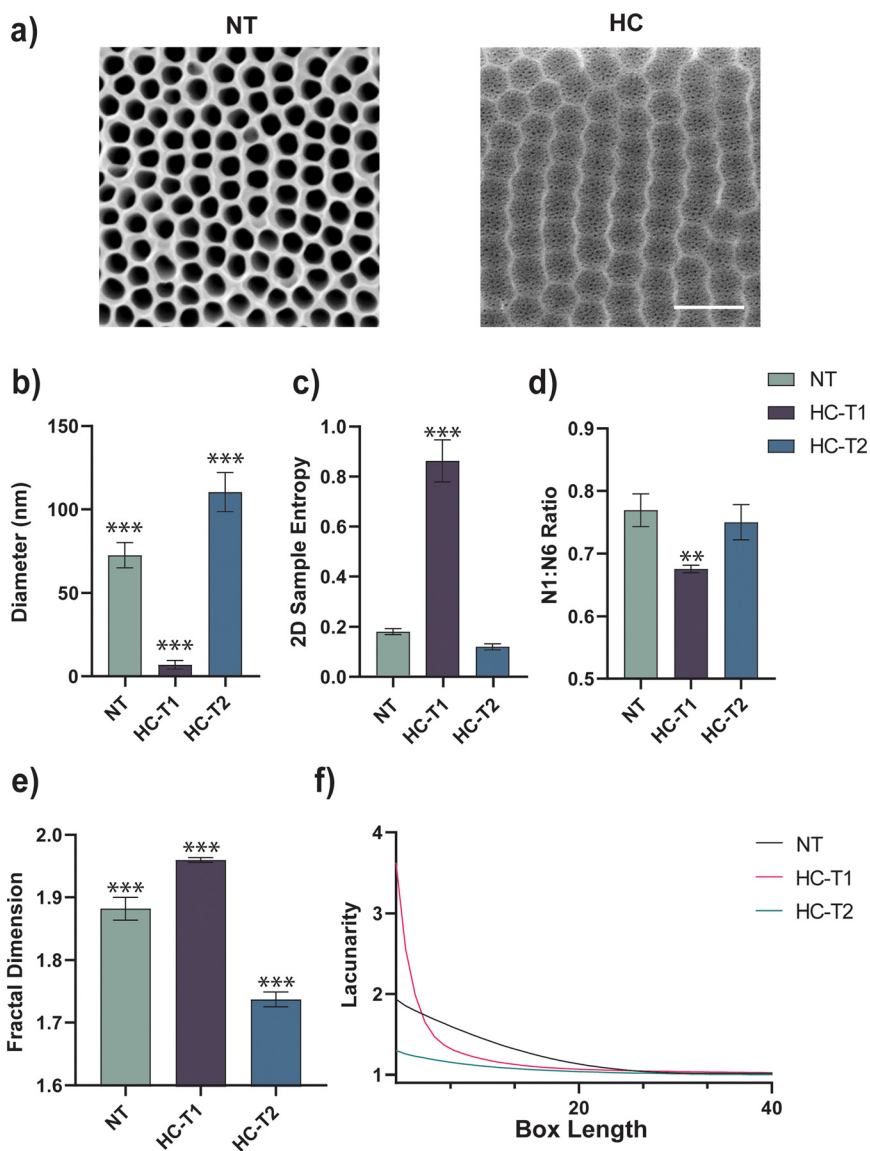 a)
NT
HC
b)
Diameter (nm)
150
100
50
0
***
***
***
NT
HC-T1
HC-T2
c)
2D Sample Entropy
1.0
0.8
0.6
0.4
0.2
0.0
***
NT
HC-T1
HC-T2
d)
N1:N6 Ratio
0.9
0.8
0.7
0.6
0.5
**
NT
HC-T1
HC-T2
NT
HC-T1
HC-T2
e)
Fractal Dimension
2.0
1.9
1.8
1.7
1.6
***
***
***
NT
HC-T1
HC-T2
f)
Lacunarity
4
3
2
1
20
40
Box Length
NT
HC-T1
HC-T2